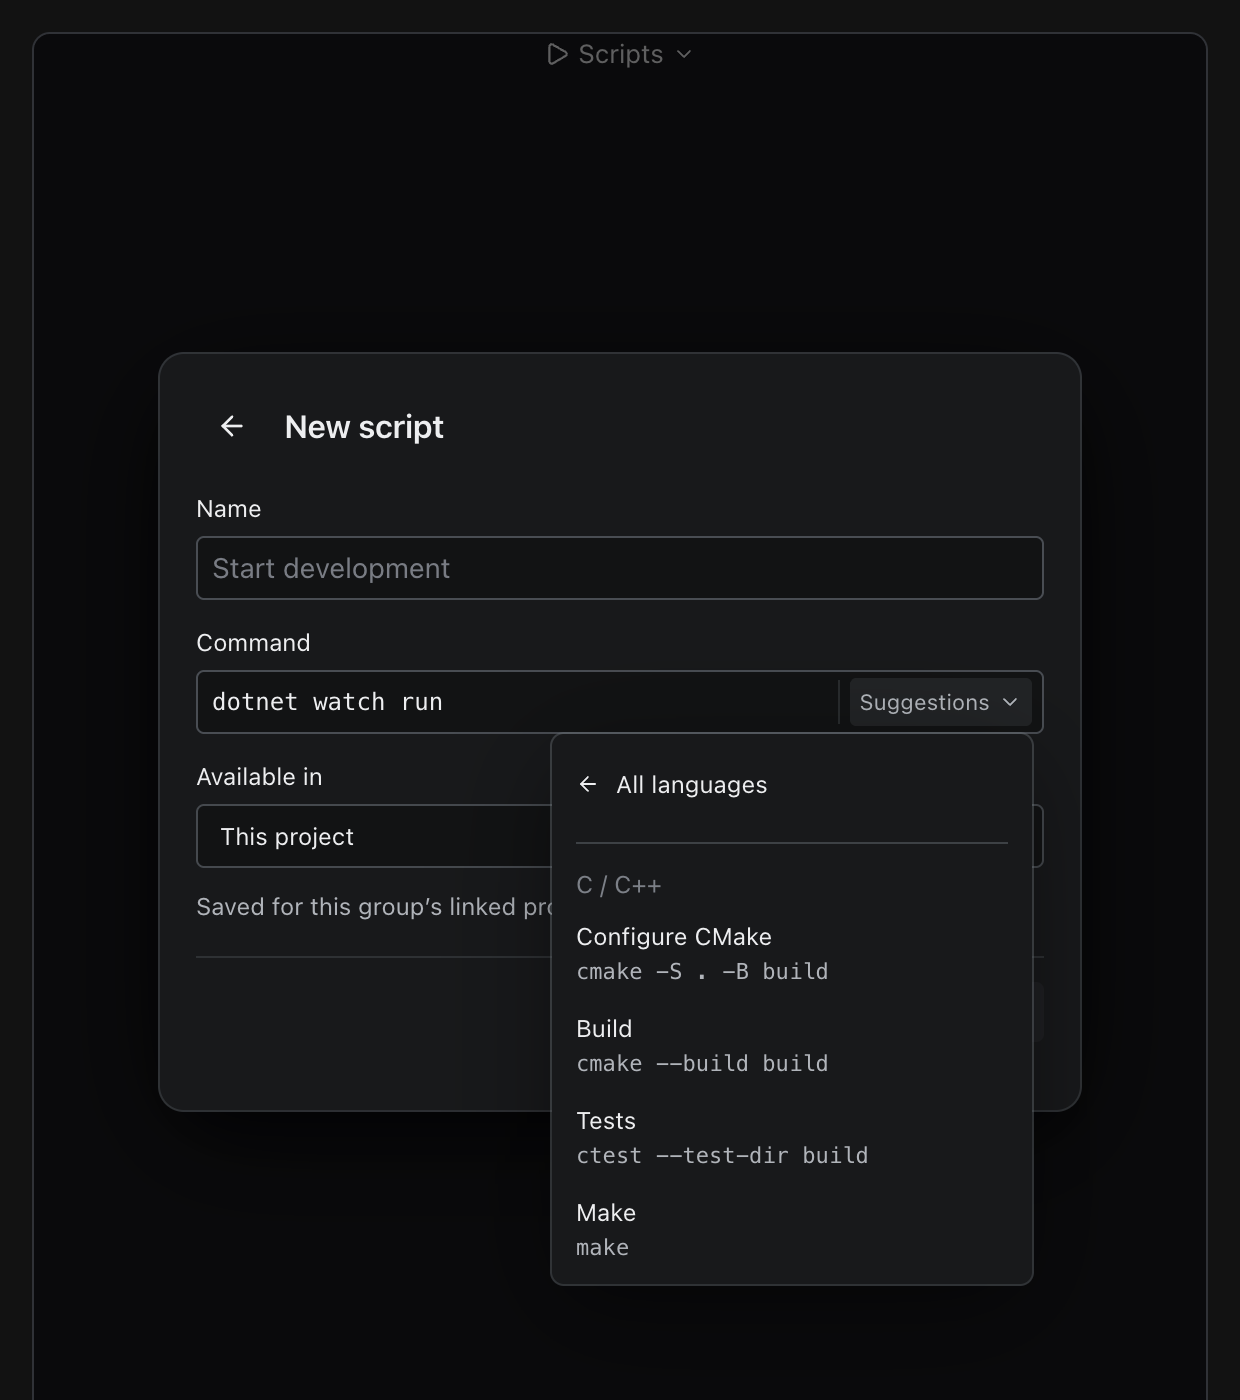 Scripts
New script
Name
Start development
Command
dotnet watch run
Suggestions
Available in
This project
Saved for this group’s linked
All languages
C / C++
Configure CMake
cmake -S . -B build
Build
cmake --build build
Tests
ctest --test-dir build
Make
make